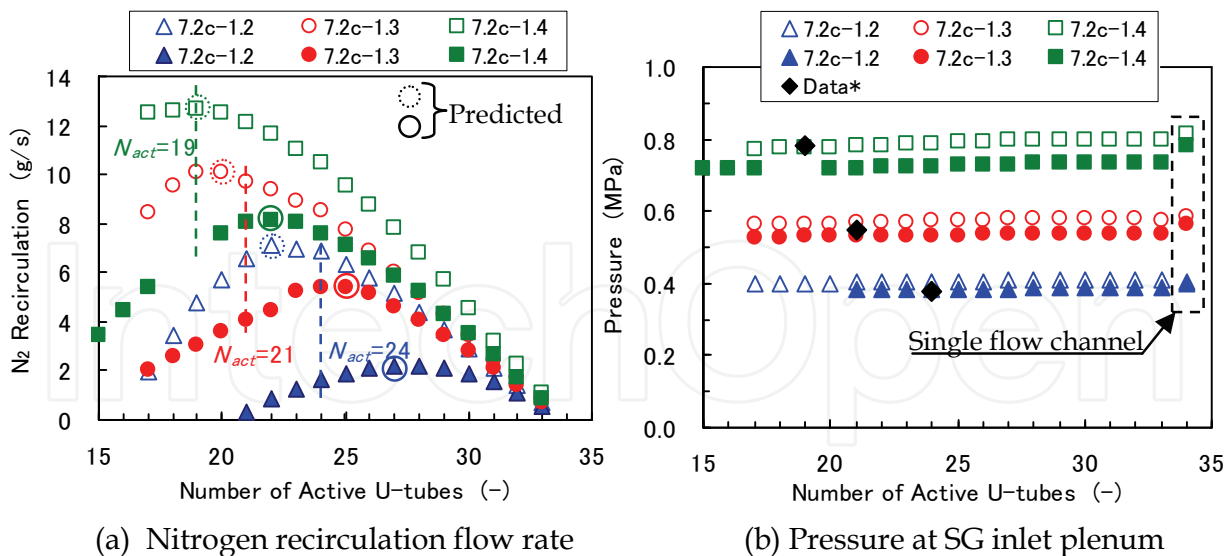 7.2c-1.2 7.2c-1.3 7.2c-1.4
7.2c-1.2 7.2c-1.3 7.2c-1.4
14
12
10
8
6
4
2
0
N₂ Recirculation (g/s)
Predicted
Nact=19
Nact=21
Nact=24
15 20 25 30 35
Number of Active U-tubes (-)
(a) Nitrogen recirculation flow rate
7.2c-1.2 7.2c-1.3 7.2c-1.4
7.2c-1.2 7.2c-1.3 7.2c-1.4
Data*
1.0
0.8
0.6
0.4
0.2
0.0
Pressure (MPa)
Single flow channel
15 20 25 30 35
Number of Active U-tubes (-)
(b) Pressure at SG inlet plenum
IntechOpen